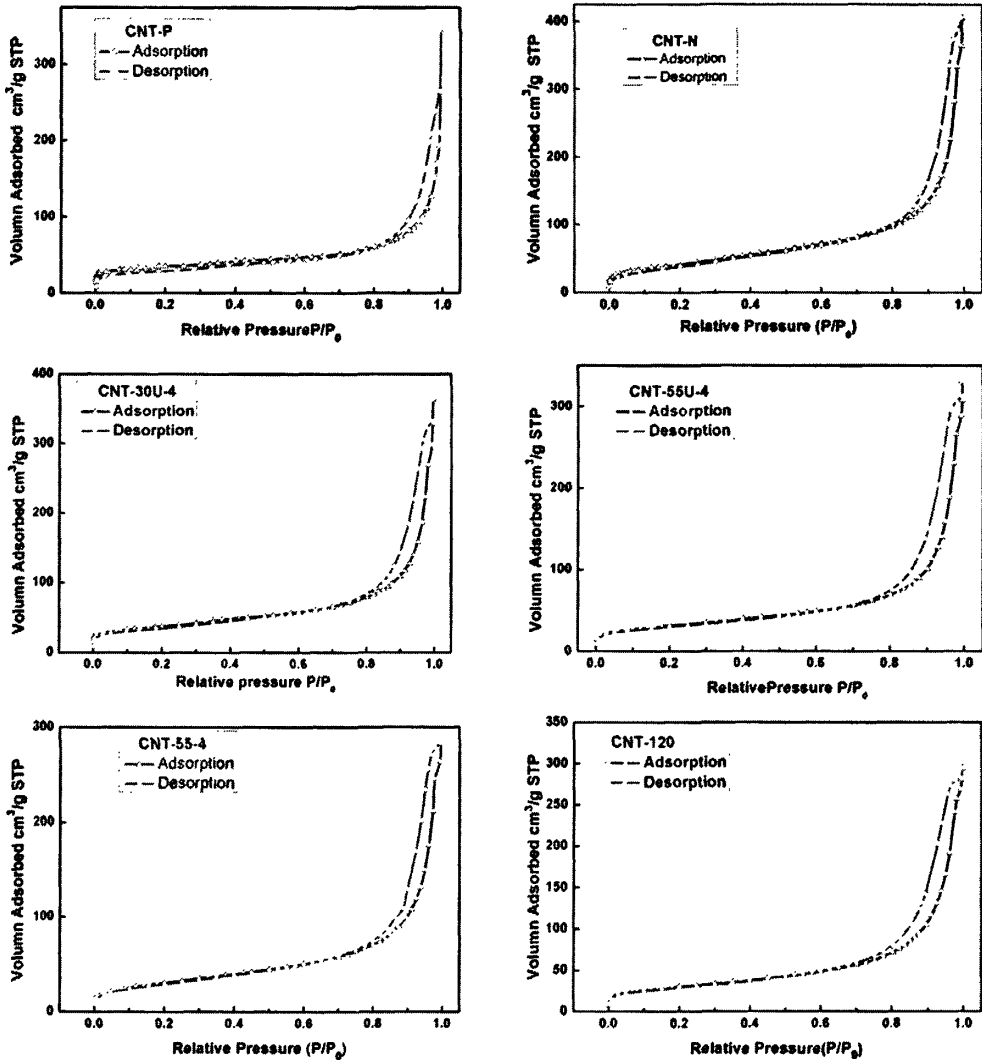 CNT-P
Adsorption
Desorption
Volumn Adsorbed cm³/g STP
300
200
100
0
0.0 0.2 0.4 0.6 0.8 1.0
Relative PressureP/P₀
CNT-N
Adsorption
Desorption
Volumn Adsorbed cm³/g STP
400
350
300
250
200
150
100
50
0
0.0 0.2 0.4 0.6 0.8 1.0
Relative Pressure (P/P₀)
CNT-30U-4
Adsorption
Desorption
Volumn Adsorbed cm³/g STP
400
300
200
100
0
0.0 0.2 0.4 0.6 0.8 1.0
Relative pressure P/P₀
CNT-55U-4
Adsorption
Desorption
Volumn Adsorbed cm³/g STP
300
200
100
0
0.0 0.2 0.4 0.6 0.8 1.0
RelativePressure P/P₀
CNT-55-4
Adsorption
Desorption
Volumn Adsorbed cm³/g STP
300
200
100
0
0.0 0.2 0.4 0.6 0.8 1.0
Relative Pressure (P/P₀)
CNT-120
Adsorption
Desorption
Volumn Adsorbed cm³/g STP
350
300
250
200
150
100
50
0
0.0 0.2 0.4 0.6 0.8 1.0
Relative Pressure(P/P₀)